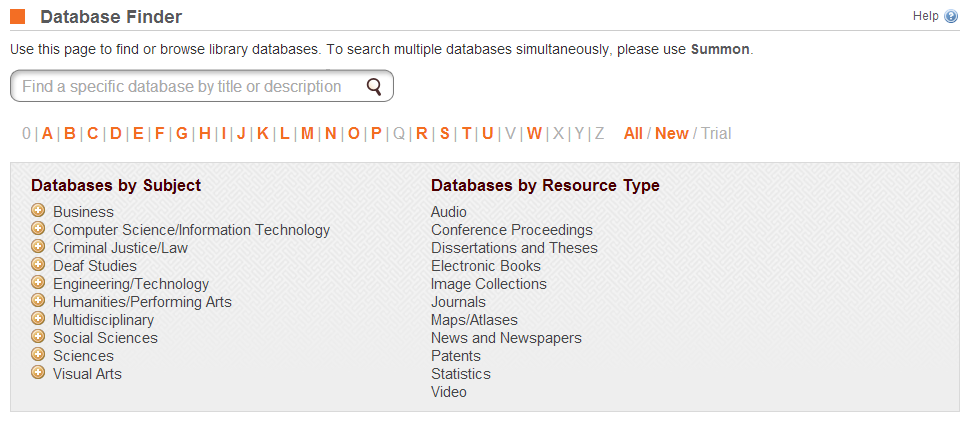 Database Finder
Help
Use this page to find or browse library databases. To search multiple databases simultaneously, please use Summon.
Find a specific database by title or description
0 | A | B | C | D | E | F | G | H | I | J | K | L | M | N | O | P | Q | R | S | T | U | V | W | X | Y | Z All / New / Trial
Databases by Subject
Business
Computer Science/Information Technology
Criminal Justice/Law
Deaf Studies
Engineering/Technology
Humanities/Performing Arts
Multidisciplinary
Social Sciences
Sciences
Visual Arts
Databases by Resource Type
Audio
Conference Proceedings
Dissertations and Theses
Electronic Books
Image Collections
Journals
Maps/Atlases
News and Newspapers
Patents
Statistics
Video